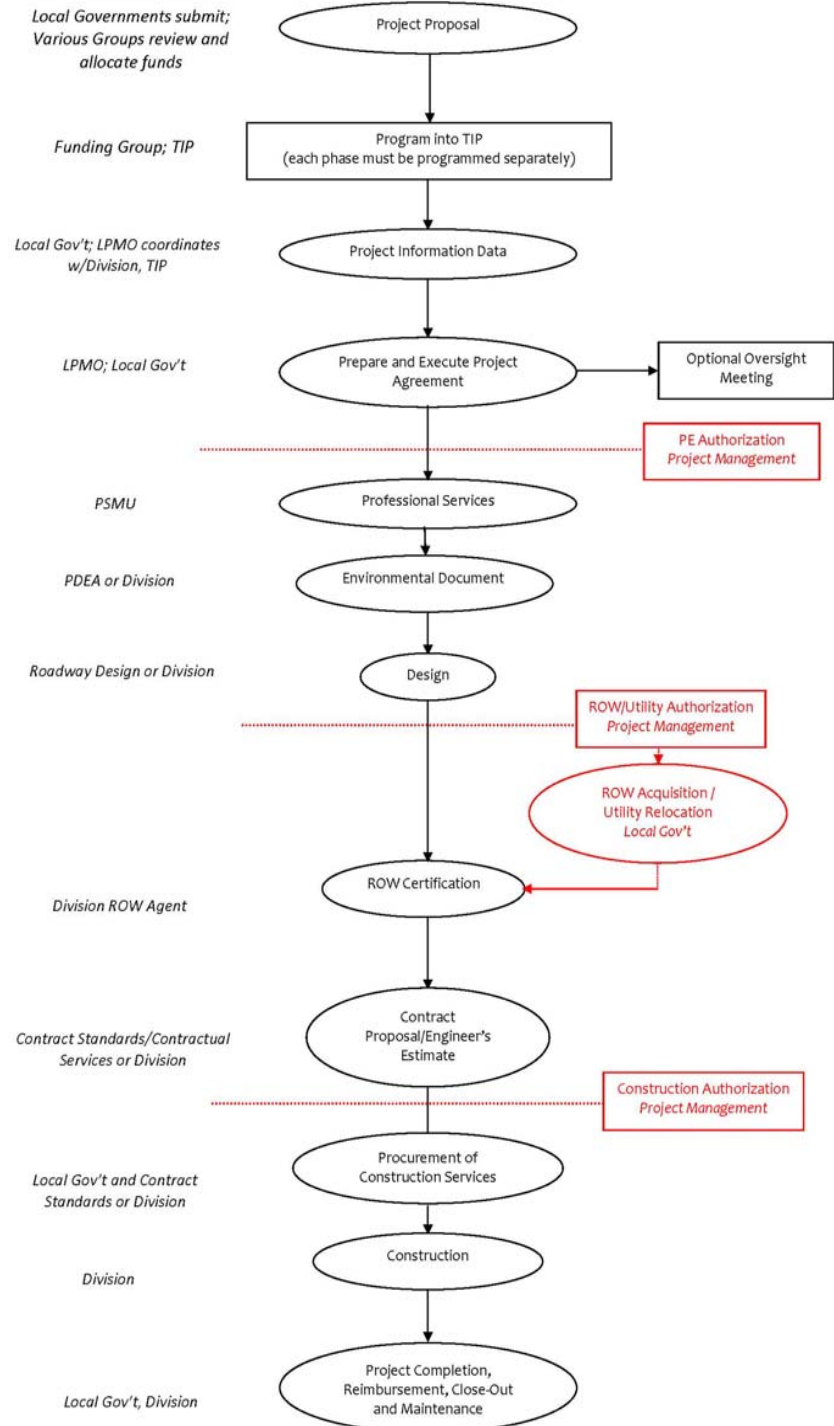 Local Governments submit;
Various Groups review and
allocate funds
Project Proposal
Funding Group; TIP
Program into TIP
(each phase must be programmed separately)
Local Gov't; LPMO coordinates
w/Division, TIP
Project Information Data
LPMO; Local Gov't
Prepare and Execute Project
Agreement
Optional Oversight
Meeting
PE Authorization
Project Management
PSMU
Professional Services
PDEA or Division
Environmental Document
Roadway Design or Division
Design
ROW/Utility Authorization
Project Management
ROW Acquisition /
Utility Relocation
Local Gov't
Division ROW Agent
ROW Certification
Contract Standards/Contractual
Services or Division
Contract
Proposal/Engineer's
Estimate
Construction Authorization
Project Management
Local Gov't and Contract
Standards or Division
Procurement of
Construction Services
Division
Construction
Local Gov't, Division
Project Completion,
Reimbursement, Close-Out
and Maintenance